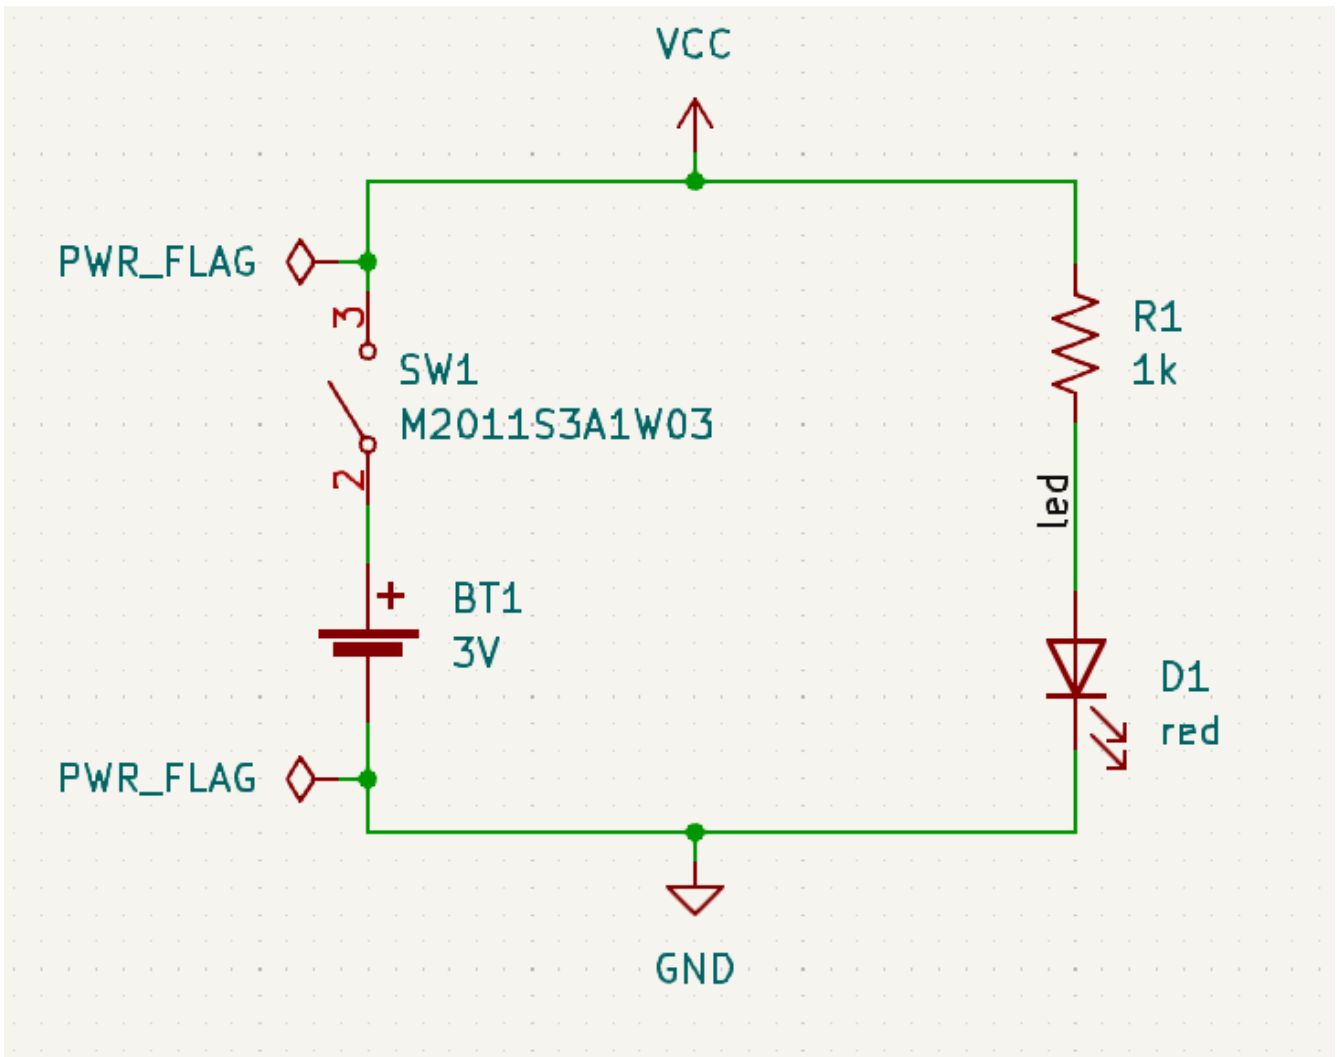 VCC
PWR_FLAG
3
SW1
M2011S3A1W03
2
R1
1k
led
BT1
3V
D1
red
PWR_FLAG
GND